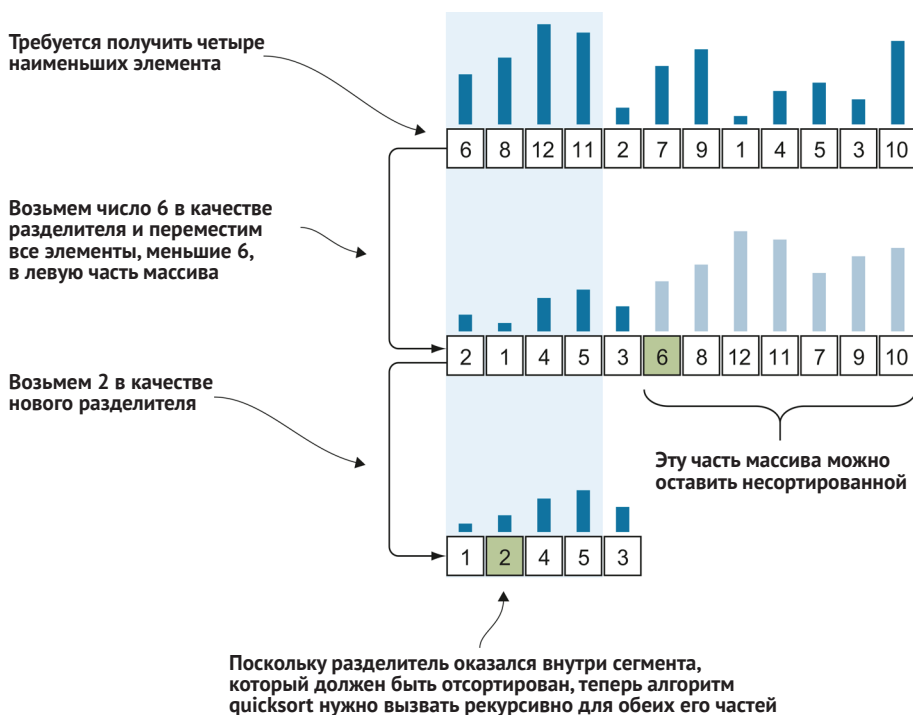 Требуется получить четыре
наименьших элемента
6 8 12 11 2 7 9 1 4 5 3 10
Возьмем число 6 в качестве
разделителя и переместим
все элементы, меньшие 6,
в левую часть массива
2 1 4 5 3 6 8 12 11 7 9 10
Возьмем 2 в качестве
нового разделителя
Эту часть массива можно
оставить несортированной
1 2 4 5 3
Поскольку разделитель оказался внутри сегмента,
который должен быть отсортирован, теперь алгоритм
quicksort нужно вызвать рекурсивно для обеих его частей